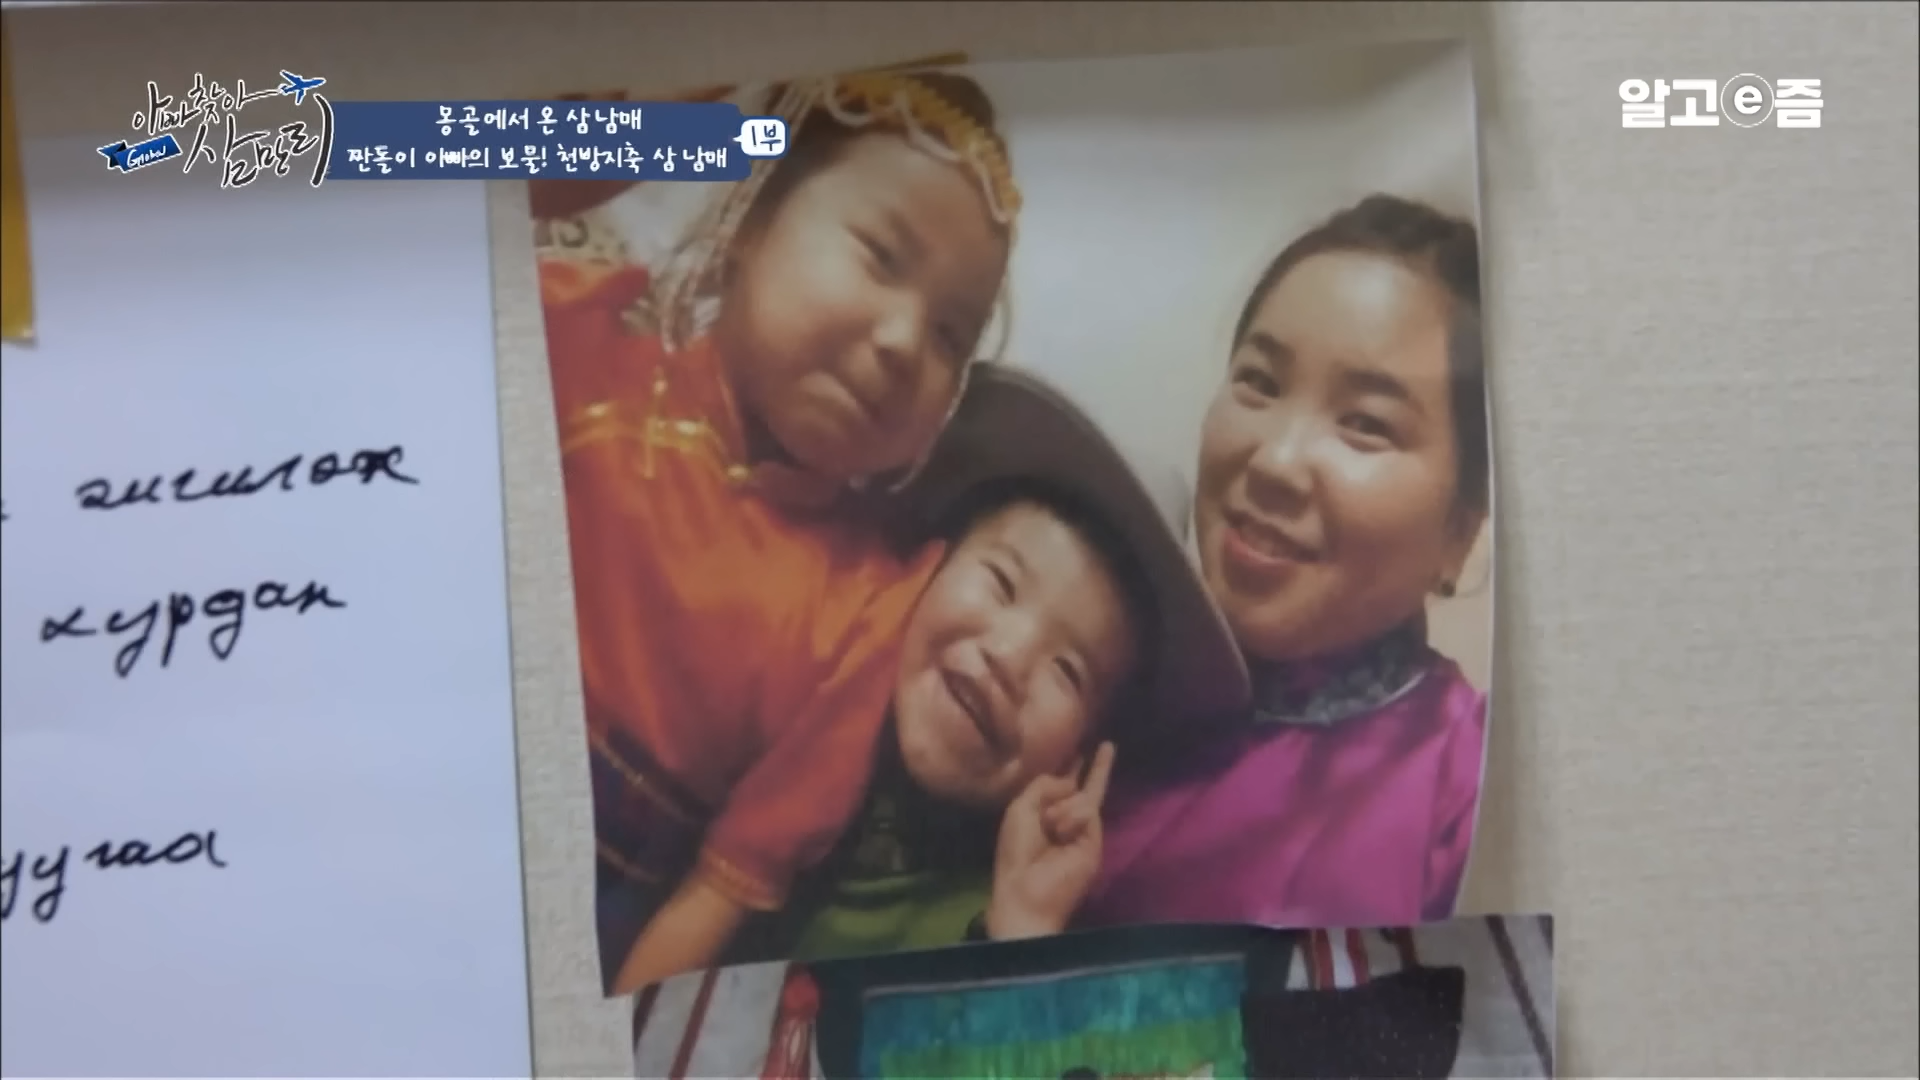 아빠찾아
삼만리
Global
몽골에서 온 삼 남매
짠돌이 아빠의 보물! 천방지축 삼 남매
1부
알고e즘
хурдан